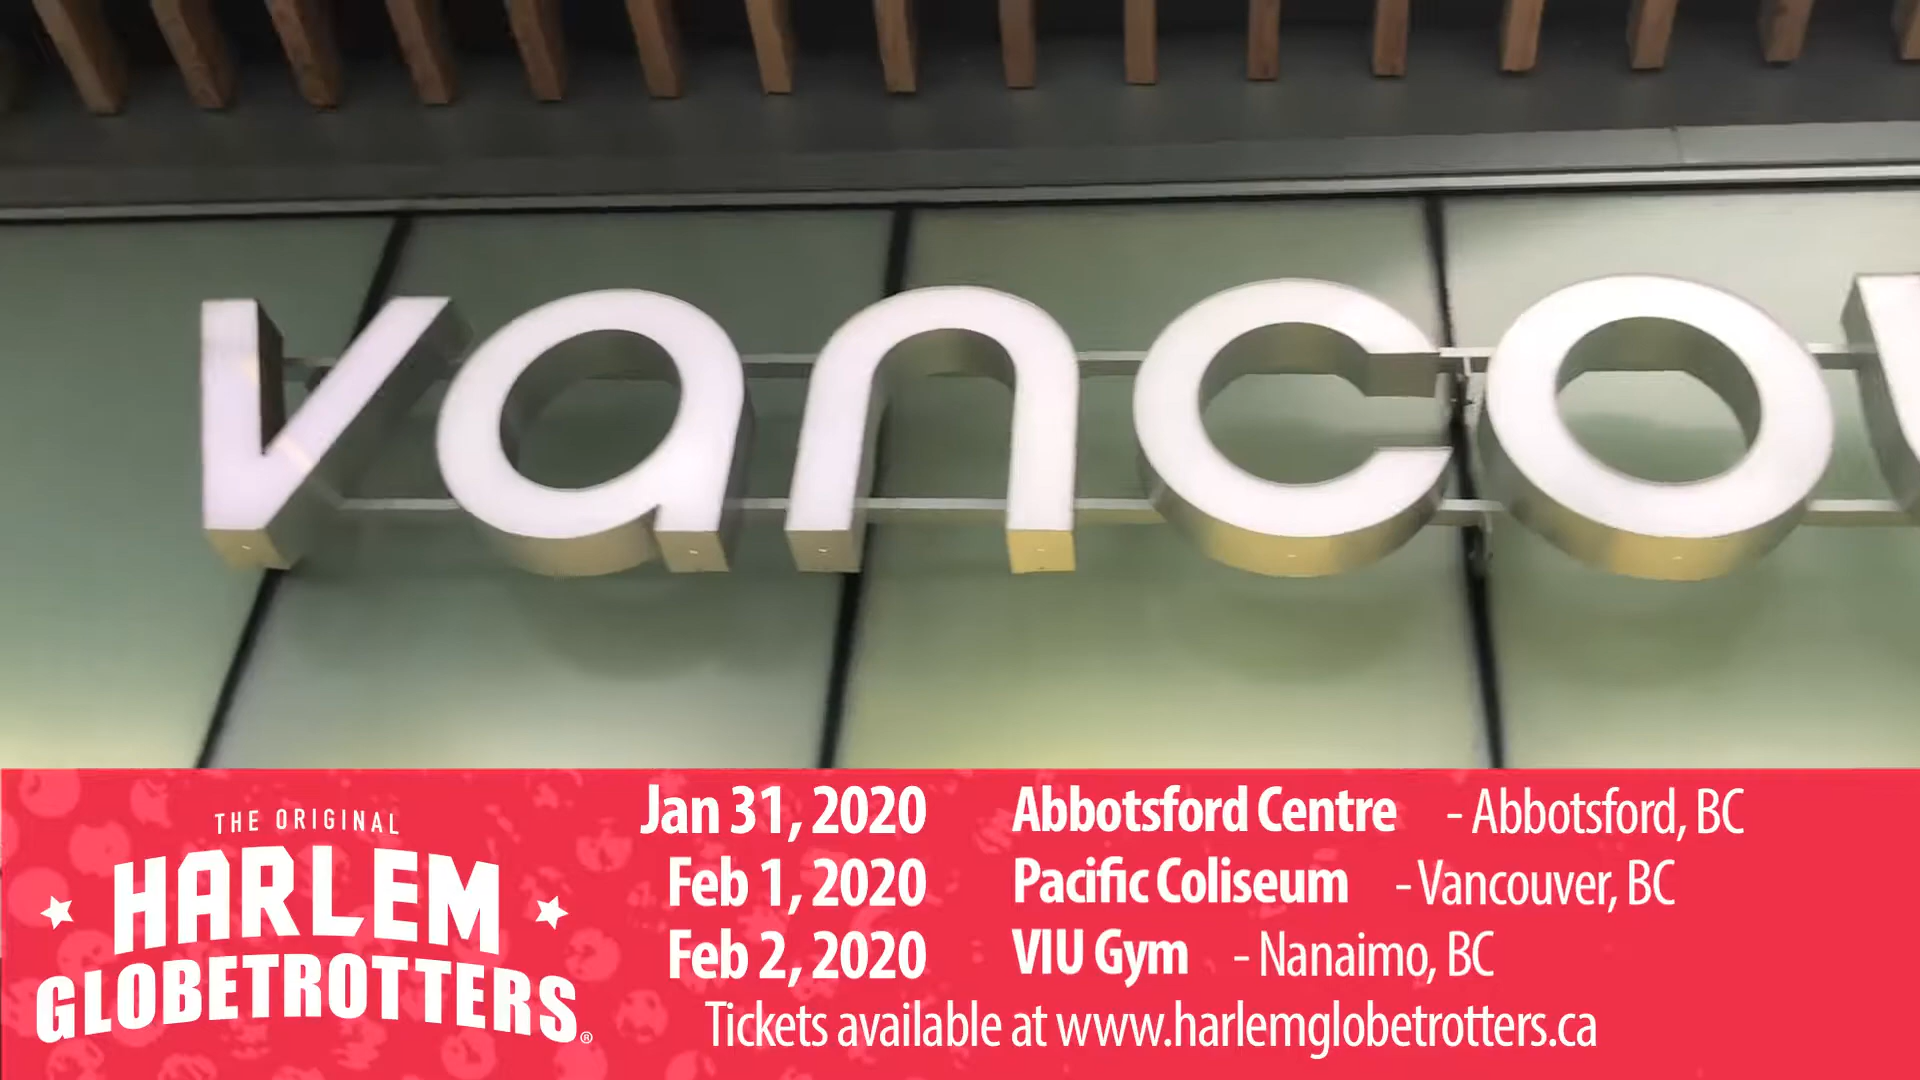 vancou
THE ORIGINAL
HARLEM
GLOBETROTTERS®
Jan 31, 2020 Abbotsford Centre - Abbotsford, BC
Feb 1, 2020 Pacific Coliseum - Vancouver, BC
Feb 2, 2020 VIU Gym - Nanaimo, BC
Tickets available at www.harlemglobetrotters.ca